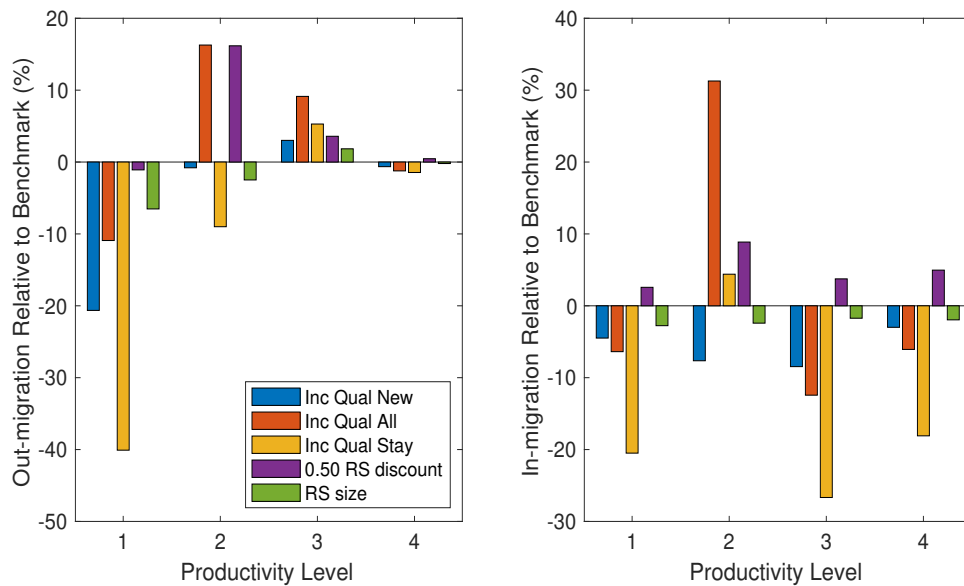 Out-migration Relative to Benchmark (%)
20
10
0
-10
-20
-30
-40
-50
1 2 3 4
Productivity Level
Inc Qual New
Inc Qual All
Inc Qual Stay
0.50 RS discount
RS size
In-migration Relative to Benchmark (%)
40
30
20
10
0
-10
-20
-30
1 2 3 4
Productivity Level